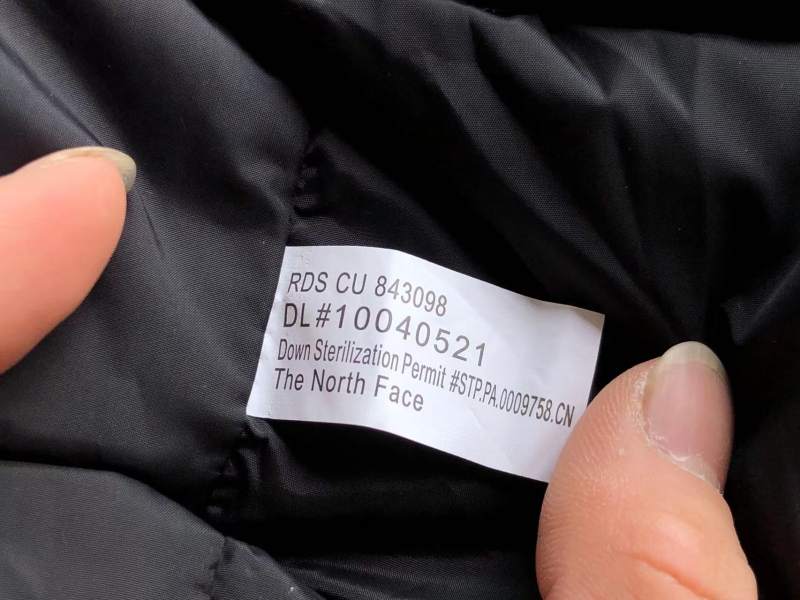 RDS CU 843098
DL#10040521
Down Sterilization Permit #STP.PA.0009758.CN
The North Face